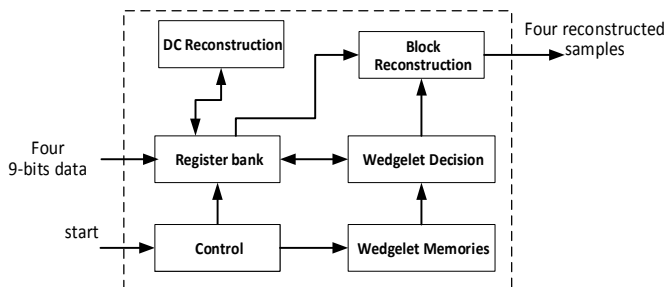 DC Reconstruction
Block
Reconstruction
Four reconstructed
samples
Four
9-bits data
Register bank
Wedgelet Decision
start
Control
Wedgelet Memories